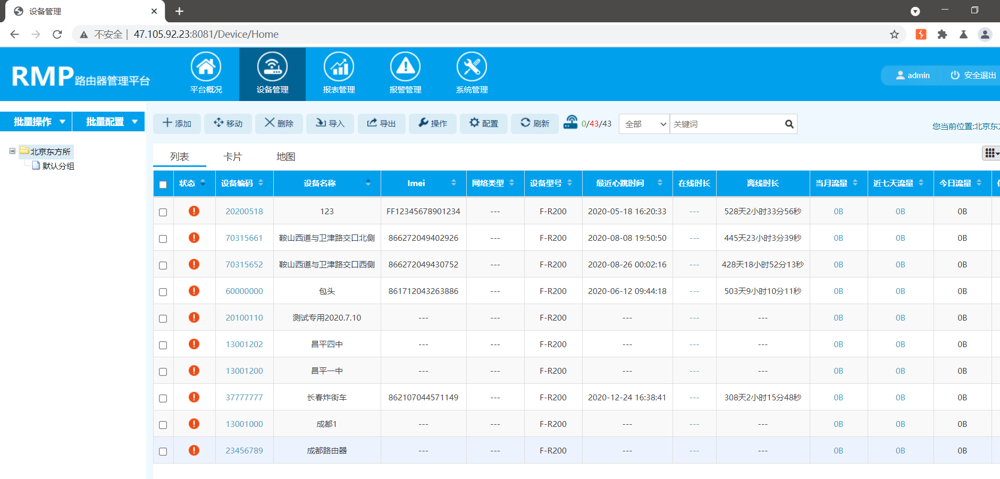 设备管理
不安全 | 47.105.92.23:8081/Device/Home
RMP路由器管理平台
平台概况 设备管理 报表管理 报警管理 系统管理
admin 安全退出
批量操作 批量配置
添加 移动 删除 导入 导出 操作 配置 刷新 0/43/43 全部 关键词
您当前位置:北京东
北京东方所
默认分组
列表 卡片 地图
状态 设备编码 设备名称 Imei 网络类型 设备型号 最近心跳时间 在线时长 离线时长 当月流量 近七天流量 今日流量
20200518 123 FF12345678901234 --- F-R200 2020-05-18 16:20:33 --- 528天2小时33分56秒 0B 0B 0B
70315661 鞍山西道与卫津路交口北侧 866272049402926 --- F-R200 2020-08-08 19:50:50 --- 445天23小时3分39秒 0B 0B 0B
70315652 鞍山西道与卫津路交口西侧 866272049430752 --- F-R200 2020-08-26 00:02:16 --- 428天18小时52分13秒 0B 0B 0B
60000000 包头 861712043263886 --- F-R200 2020-06-12 09:44:18 --- 503天9小时10分11秒 0B 0B 0B
20100110 测试专用2020.7.10 --- --- F-R200 --- --- --- 0B 0B 0B
13001202 昌平四中 --- --- F-R200 --- --- --- 0B 0B 0B
13001200 昌平一中 --- --- F-R200 --- --- --- 0B 0B 0B
37777777 长春炸街车 862107044571149 --- F-R200 2020-12-24 16:38:41 --- 308天2小时15分48秒 0B 0B 0B
13001000 成都1 --- --- F-R200 --- --- --- 0B 0B 0B
23456789 成都路由器 --- --- F-R200 --- --- --- 0B 0B 0B